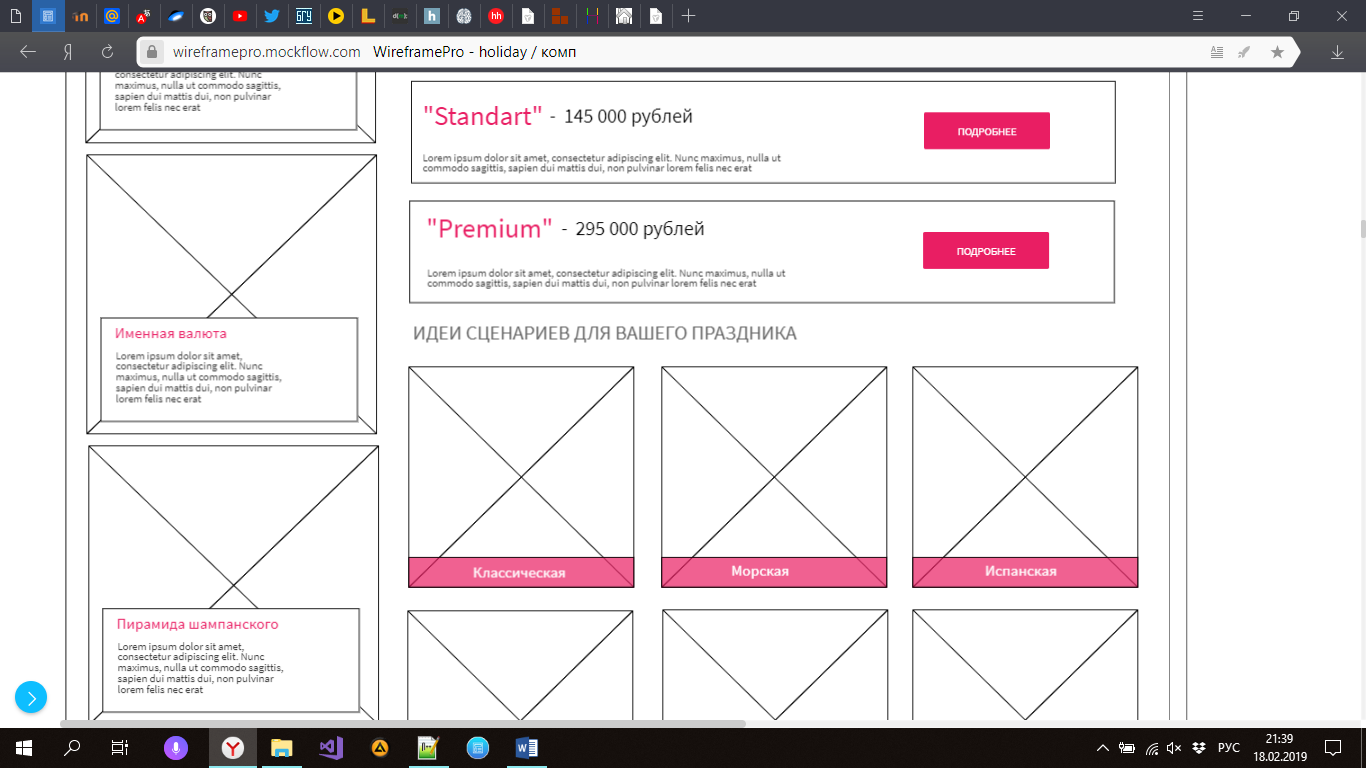 wireframepro.mockflow.com WireframePro - holiday / комп
consectetur adipiscing elit. Nunc
maximus, nulla ut commodo sagittis,
sapien dui mattis dui, non pulvinar
lorem felis nec erat
Именная валюта
Lorem ipsum dolor sit amet,
consectetur adipiscing elit. Nunc
maximus, nulla ut commodo sagittis,
sapien dui mattis dui, non pulvinar
lorem felis nec erat
Пирамида шампанского
Lorem ipsum dolor sit amet,
consectetur adipiscing elit. Nunc
maximus, nulla ut commodo sagittis,
sapien dui mattis dui, non pulvinar
lorem felis nec erat
"Standart" - 145 000 рублей
ПОДРОБНЕЕ
Lorem ipsum dolor sit amet, consectetur adipiscing elit. Nunc maximus, nulla ut
commodo sagittis, sapien dui mattis dui, non pulvinar lorem felis nec erat
"Premium" - 295 000 рублей
ПОДРОБНЕЕ
Lorem ipsum dolor sit amet, consectetur adipiscing elit. Nunc maximus, nulla ut
commodo sagittis, sapien dui mattis dui, non pulvinar lorem felis nec erat
ИДЕИ СЦЕНАРИЕВ ДЛЯ ВАШЕГО ПРАЗДНИКА
Классическая
Морская
Испанская
РУС
21:39
18.02.2019